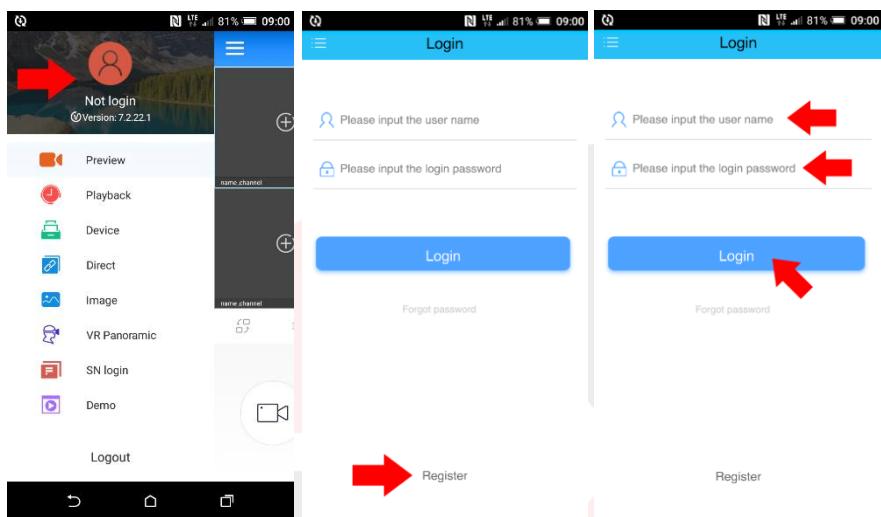 LTE 81% 09:00
Not login
Version: 7.2.22.1
Preview
Playback
Device
Direct
Image
VR Panoramic
SN login
Demo
Logout
name,channel
name,channel
LTE 81% 09:00
Login
Please input the user name
Please input the login password
Login
Forgot password
Register
LTE 81% 09:00
Login
Please input the user name
Please input the login password
Login
Forgot password
Register